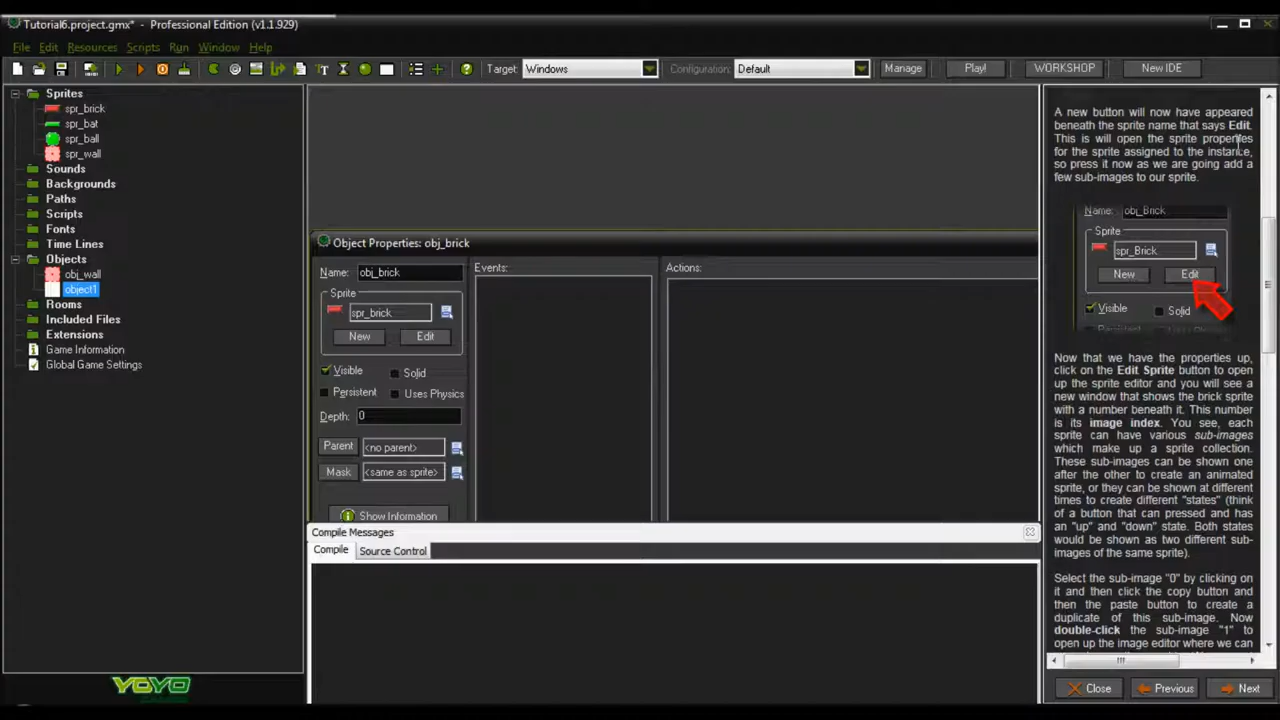 Tutorial6.project.gmx* - Professional Edition (v1.1.929)
File Edit Resources Scripts Run Window Help
Target: Windows Configuration: Default Manage Play! WORKSHOP New IDE
Sprites
spr_brick
spr_bat
spr_ball
spr_wall
Sounds
Backgrounds
Paths
Scripts
Fonts
Time Lines
Objects
obj_wall
object1
Rooms
Included Files
Extensions
Game Information
Global Game Settings
YOYO
Object Properties: obj_brick
Name: obj_brick
Sprite
spr_brick
New Edit
Visible Solid
Persistent Uses Physics
Depth: 0
Parent <no parent>
Mask <same as sprite>
Show Information
Events:
Actions:
Compile Messages
Compile Source Control
A new button will now have appeared
beneath the sprite name that says Edit.
This is will open the sprite properties
for the sprite assigned to the instance,
so press it now as we are going add a
few sub-images to our sprite.
Name: obj_Brick
Sprite
spr_Brick
New Edit
Visible Solid
Now that we have the properties up,
click on the Edit Sprite button to open
up the sprite editor and you will see a
new window that shows the brick sprite
with a number beneath it. This number
is its image index. You see, each
sprite can have various sub-images
which make up a sprite collection.
These sub-images can be shown one
after the other to create an animated
sprite, or they can be shown at different
times to create different "states" (think
of a button that can pressed and has
an "up" and "down" state. Both states
would be shown as two different sub-
images of the same sprite).
Select the sub-image "0" by clicking on
it and then click the copy button and
then the paste button to create a
duplicate of this sub-image. Now
double-click the sub-image "1" to
open up the image editor where we can
Close Previous Next